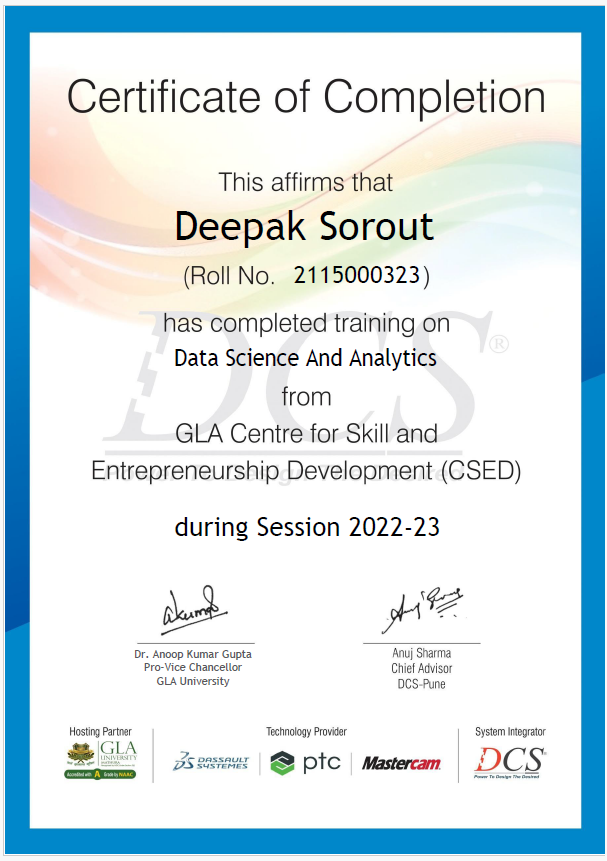 Certificate of Completion
This affirms that
Deepak Sorout
(Roll No. 2115000323)
has completed training on
Data Science And Analytics
from
GLA Centre for Skill and
Entrepreneurship Development (CSED)
during Session 2022-23
Dr. Anoop Kumar Gupta
Pro-Vice Chancellor
GLA University
Anuj Sharma
Chief Advisor
DCS-Pune
Hosting Partner
GLA
UNIVERSITY
Accredited with A Grade by NAAC
Technology Provider
DASSAULT
SYSTEMES
ptc
Mastercam
System Integrator
DCS
Power To Design The Desired